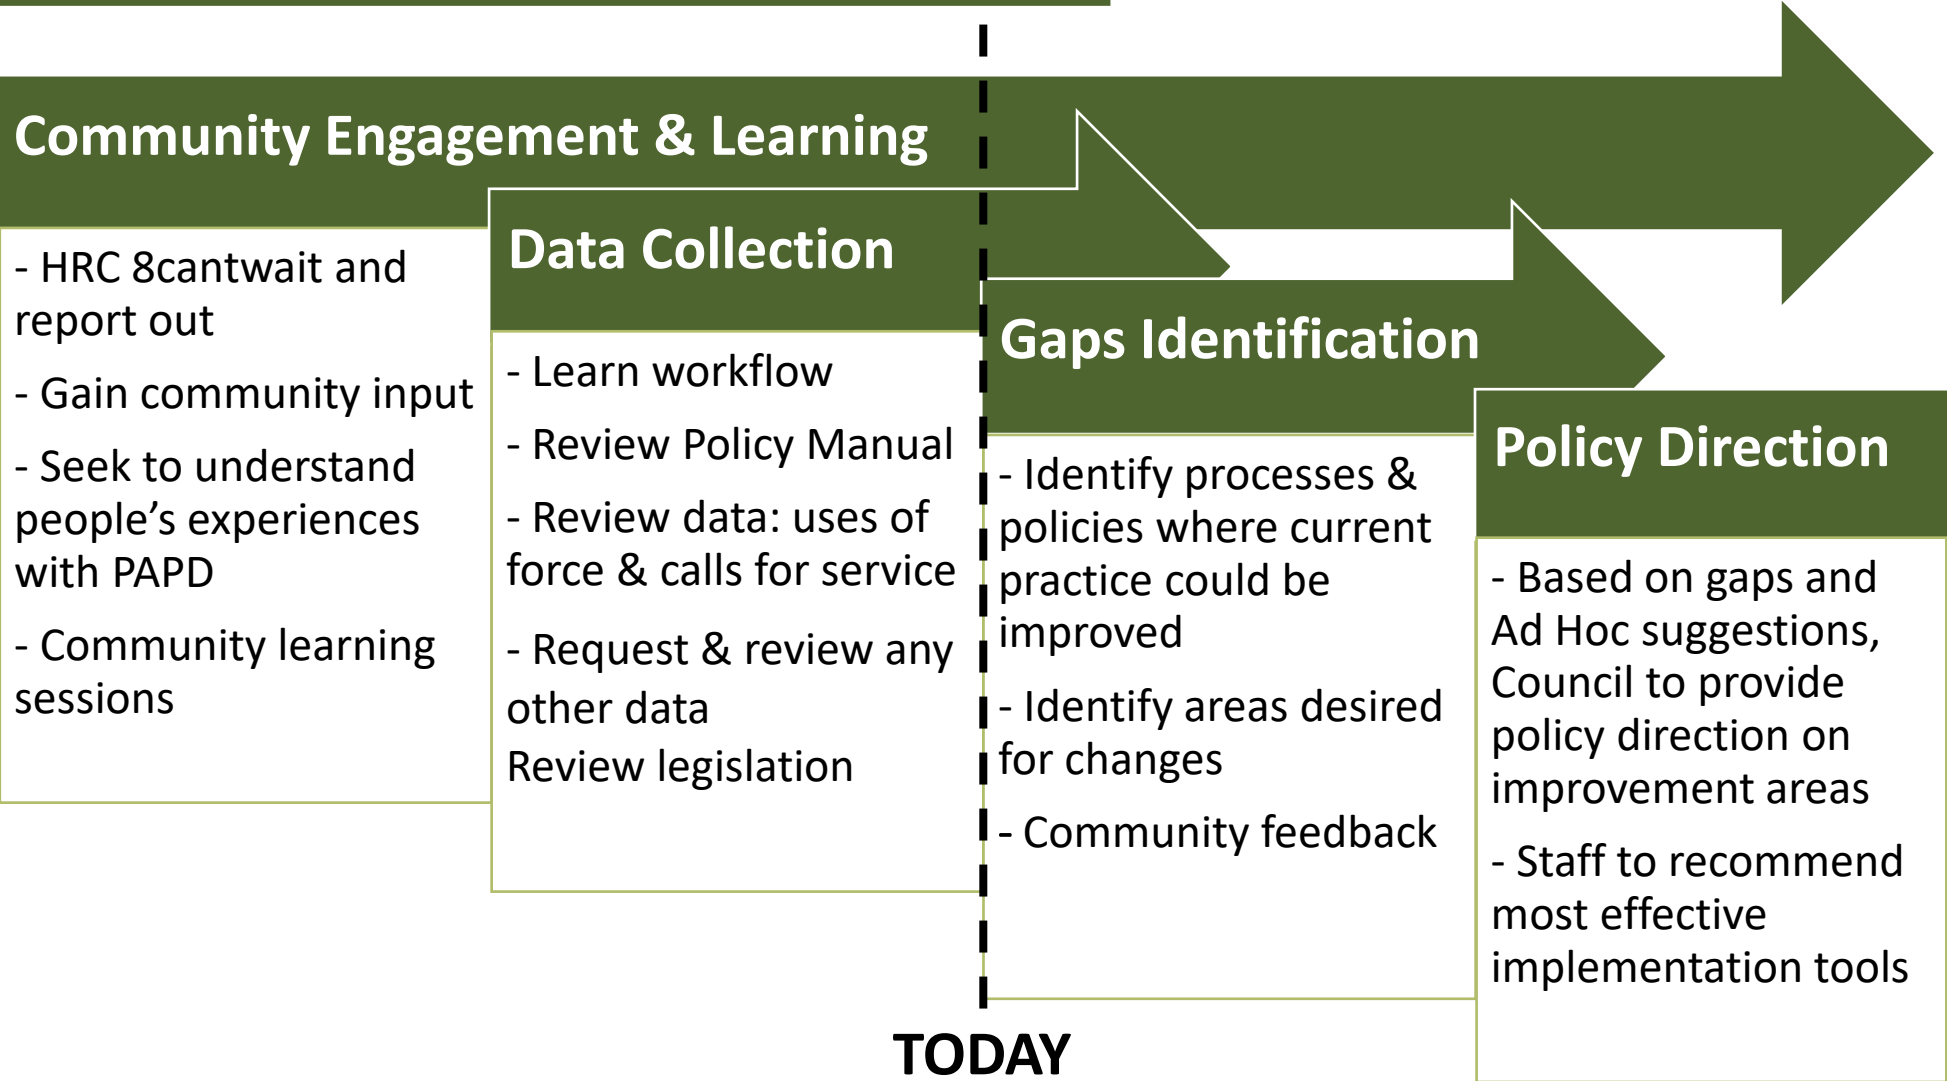 Community Engagement & Learning
- HRC 8cantwait and
report out
- Gain community input
- Seek to understand
people’s experiences
with PAPD
- Community learning
sessions
Data Collection
- Learn workflow
- Review Policy Manual
- Review data: uses of
force & calls for service
- Request & review any
other data
Review legislation
Gaps Identification
- Identify processes &
policies where current
practice could be
improved
- Identify areas desired
for changes
- Community feedback
Policy Direction
- Based on gaps and
Ad Hoc suggestions,
Council to provide
policy direction on
improvement areas
- Staff to recommend
most effective
implementation tools
TODAY